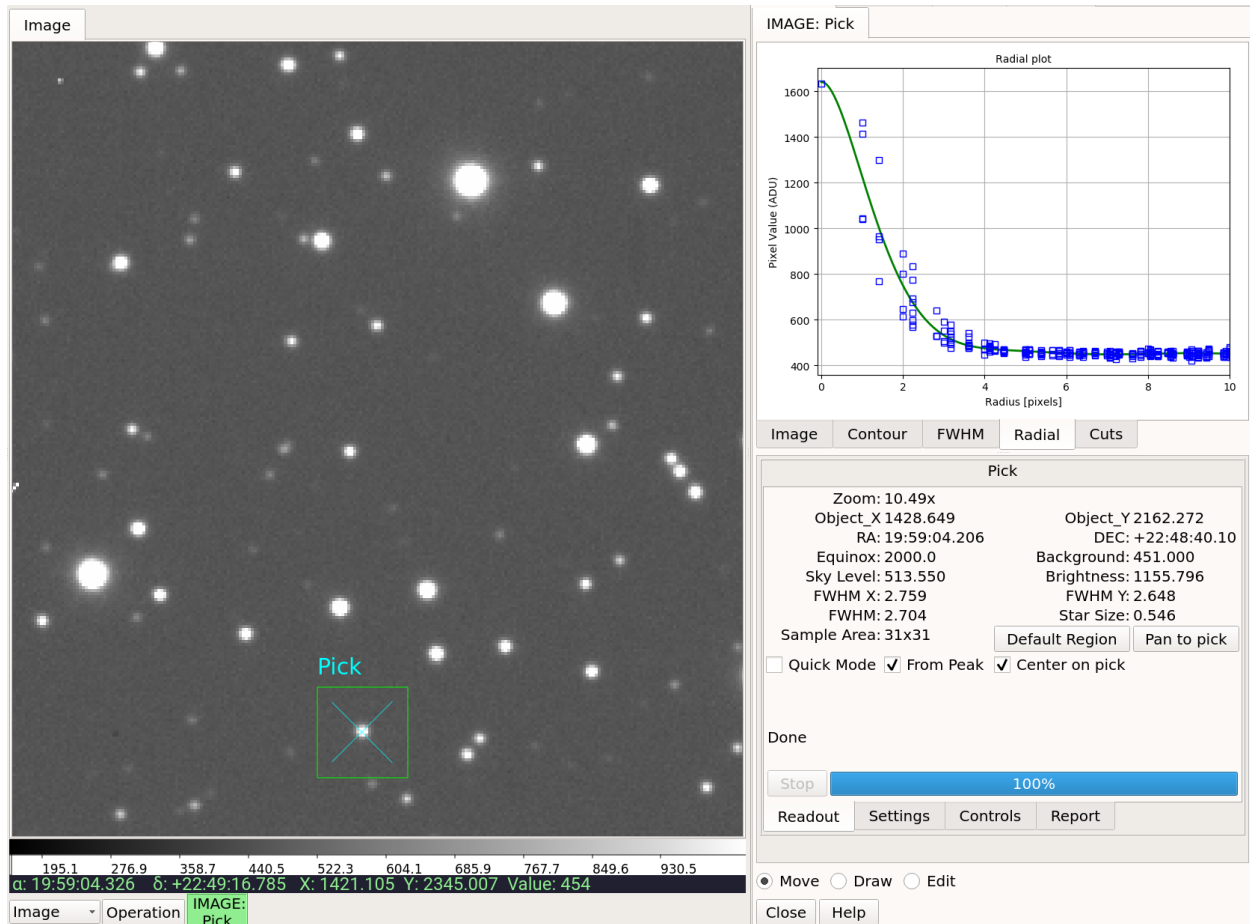 Image
IMAGE: Pick
Pick
195.1 276.9 358.7 440.5 522.3 604.1 685.9 767.7 849.6 930.5
α: 19:59:04.326 δ: +22:49:16.785 X: 1421.105 Y: 2345.007 Value: 454
Image Operation IMAGE: Pick
Radial plot
Pixel Value (ADU)
1600
1400
1200
1000
800
600
400
0 2 4 6 8 10
Radius [pixels]
Image Contour FWHM Radial Cuts
Pick
Zoom: 10.49x
Object_X 1428.649 Object_Y 2162.272
RA: 19:59:04.206 DEC: +22:48:40.10
Equinox: 2000.0 Background: 451.000
Sky Level: 513.550 Brightness: 1155.796
FWHM X: 2.759 FWHM Y: 2.648
FWHM: 2.704 Star Size: 0.546
Sample Area: 31x31 Default Region Pan to pick
Quick Mode From Peak Center on pick
Done
Stop 100%
Readout Settings Controls Report
Move Draw Edit
Close Help